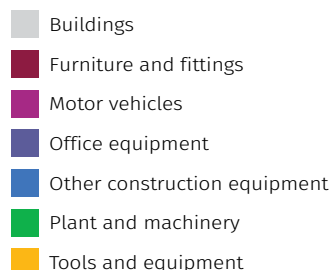 Buildings
Furniture and fittings
Motor vehicles
Office equipment
Other construction equipment
Plant and machinery
Tools and equipment